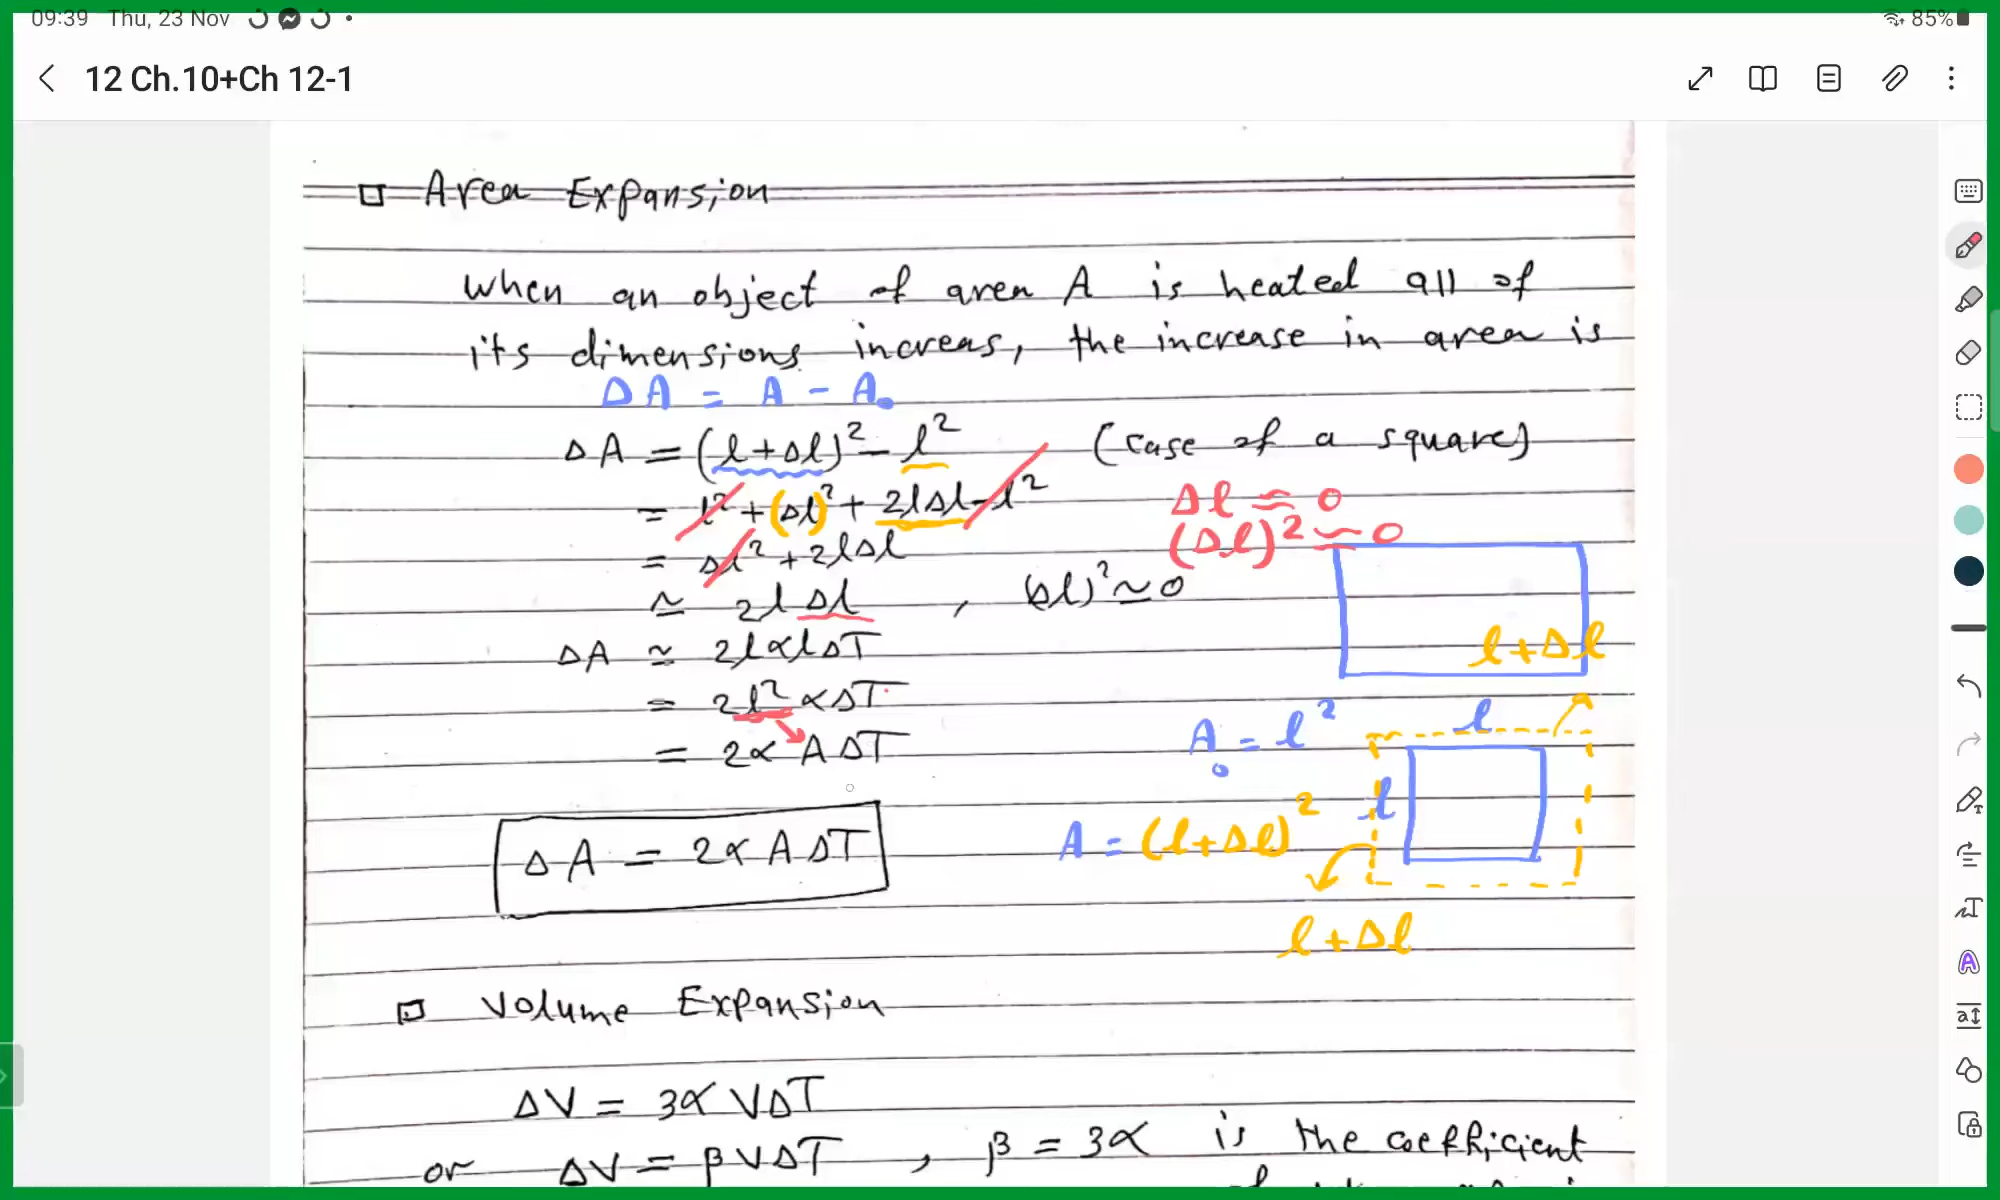 09:39 Thu, 23 Nov
85%
12 Ch.10+Ch 12-1
Area Expansion
When an object of area A is heated all of
its dimensions increas, the increase in area is
ΔA = A - A₀
ΔA = (l+Δl)² - l² (case of a square)
= l² + (Δl)² + 2lΔl - l²
Δl ≃ 0
= Δl² + 2lΔl
(Δl)² ≃ 0
≃ 2lΔl , (Δl)² ≃ 0
l+Δl
ΔA ≃ 2lαlΔT
= 2l²αΔT
A₀ = l²
l
= 2αAΔT
l
ΔA = 2αAΔT
A = (l+Δl)²
l+Δl
Volume Expansion
ΔV = 3αVΔT
or ΔV = βVΔT , β = 3α is the coefficient